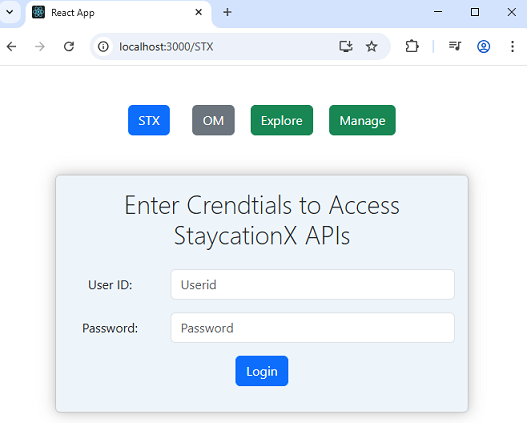 React App
localhost:3000/STX
STX OM Explore Manage
Enter Crendtials to Access
StaycationX APIs
User ID: Userid
Password: Password
Login